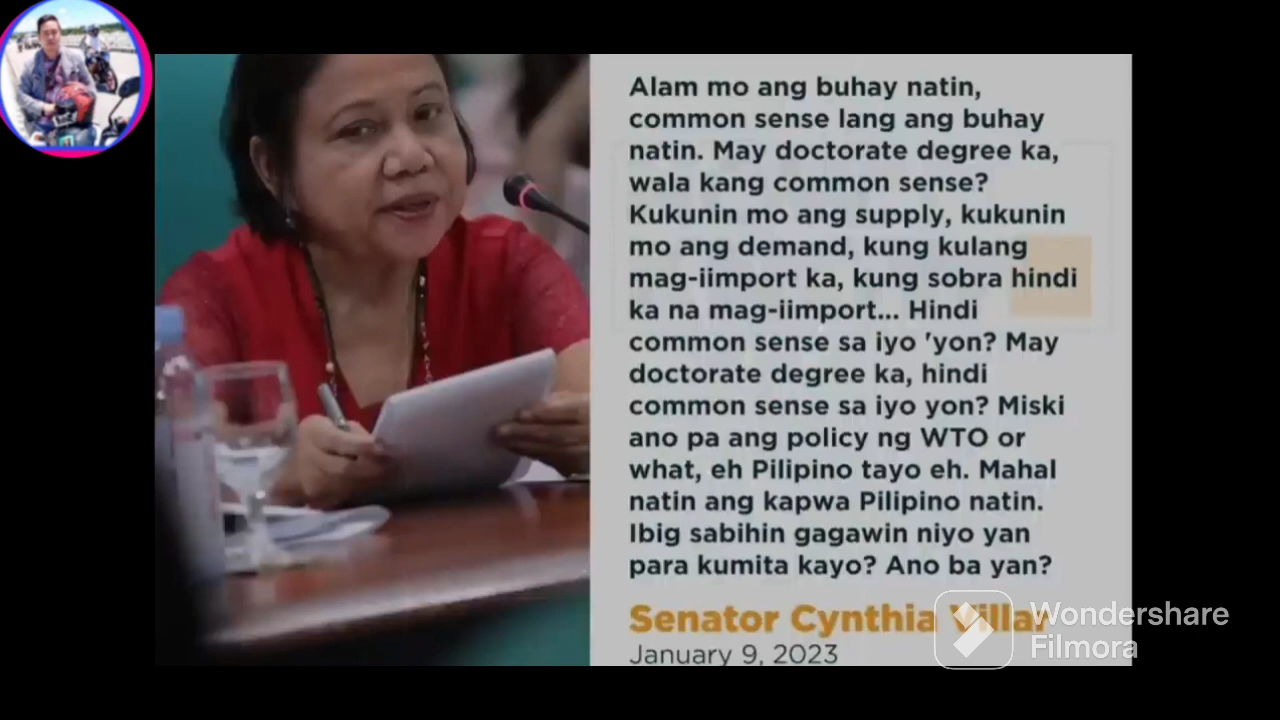 Alam mo ang buhay natin,
common sense lang ang buhay
natin. May doctorate degree ka,
wala kang common sense?
Kukunin mo ang supply, kukunin
mo ang demand, kung kulang
mag-iimport ka, kung sobra hindi
ka na mag-iimport... Hindi
common sense sa iyo 'yon? May
doctorate degree ka, hindi
common sense sa iyo yon? Miski
ano pa ang policy ng WTO or
what, eh Pilipino tayo eh. Mahal
natin ang kapwa Pilipino natin.
Ibig sabihin gagawin niyo yan
para kumita kayo? Ano ba yan?
Senator Cynthia Villar
January 9, 2023
Wondershare
Filmora